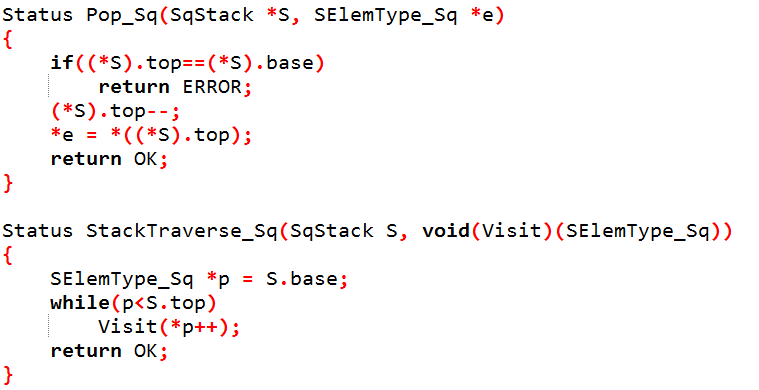 Status Pop_Sq(SqStack *S, SElemType_Sq *e)
{
    if((*S).top==(*S).base)
        return ERROR;
    (*S).top--;
    *e = *((*S).top);
    return OK;
}

Status StackTraverse_Sq(SqStack S, void(Visit)(SElemType_Sq))
{
    SElemType_Sq *p = S.base;
    while(p<S.top)
        Visit(*p++);
    return OK;
}